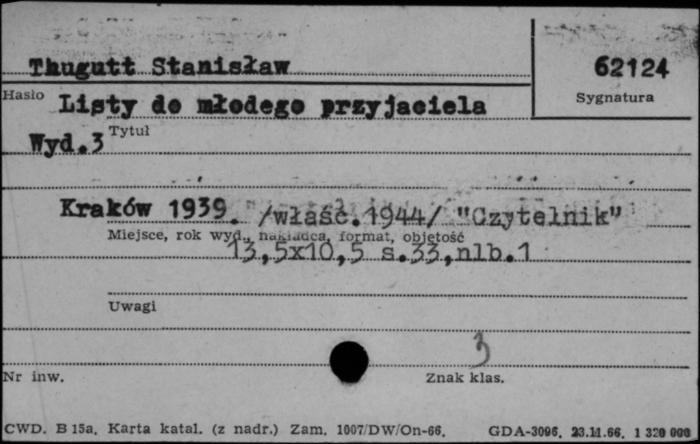 Thugutt Stanisław
62124
Hasło
Sygnatura
Listy do młodego przyjaciela
Tytuł
Wyd.3
Kraków 1939. /właśc.1944/ "Czytelnik"
Miejsce, rok wyd., nakładca, format, objętość
13,5x10,5 s.33,nlb.1
Uwagi
3
Nr inw.
Znak klas.
CWD. B 15a. Karta katal. (z nadr.) Zam. 1007/DW/On-66. GDA-3096. 23.11.66. 1 320 000